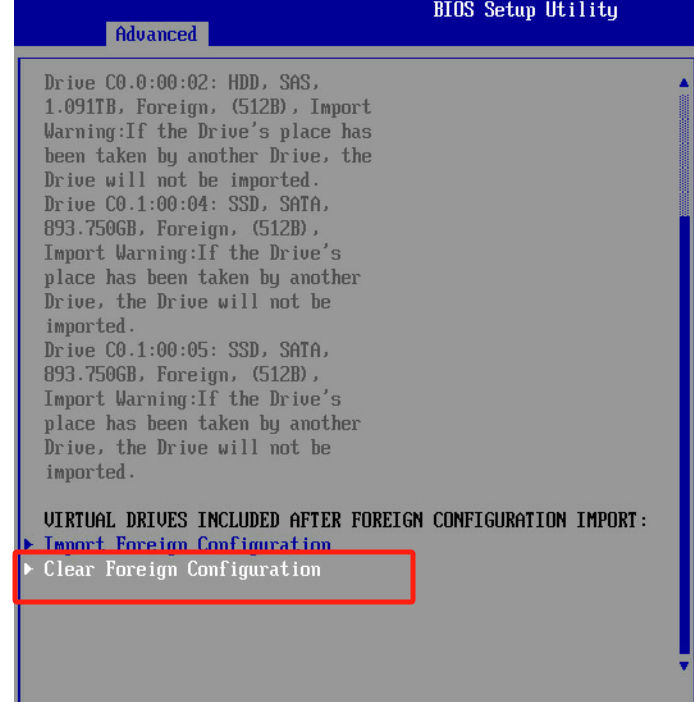 BIOS Setup Utility
Advanced
Drive C0.0:00:02: HDD, SAS,
1.091TB, Foreign, (512B), Import
Warning:If the Drive's place has
been taken by another Drive, the
Drive will not be imported.
Drive C0.1:00:04: SSD, SATA,
893.750GB, Foreign, (512B),
Import Warning:If the Drive's
place has been taken by another
Drive, the Drive will not be
imported.
Drive C0.1:00:05: SSD, SATA,
893.750GB, Foreign, (512B),
Import Warning:If the Drive's
place has been taken by another
Drive, the Drive will not be
imported.
VIRTUAL DRIVES INCLUDED AFTER FOREIGN CONFIGURATION IMPORT:
Import Foreign Configuration
Clear Foreign Configuration